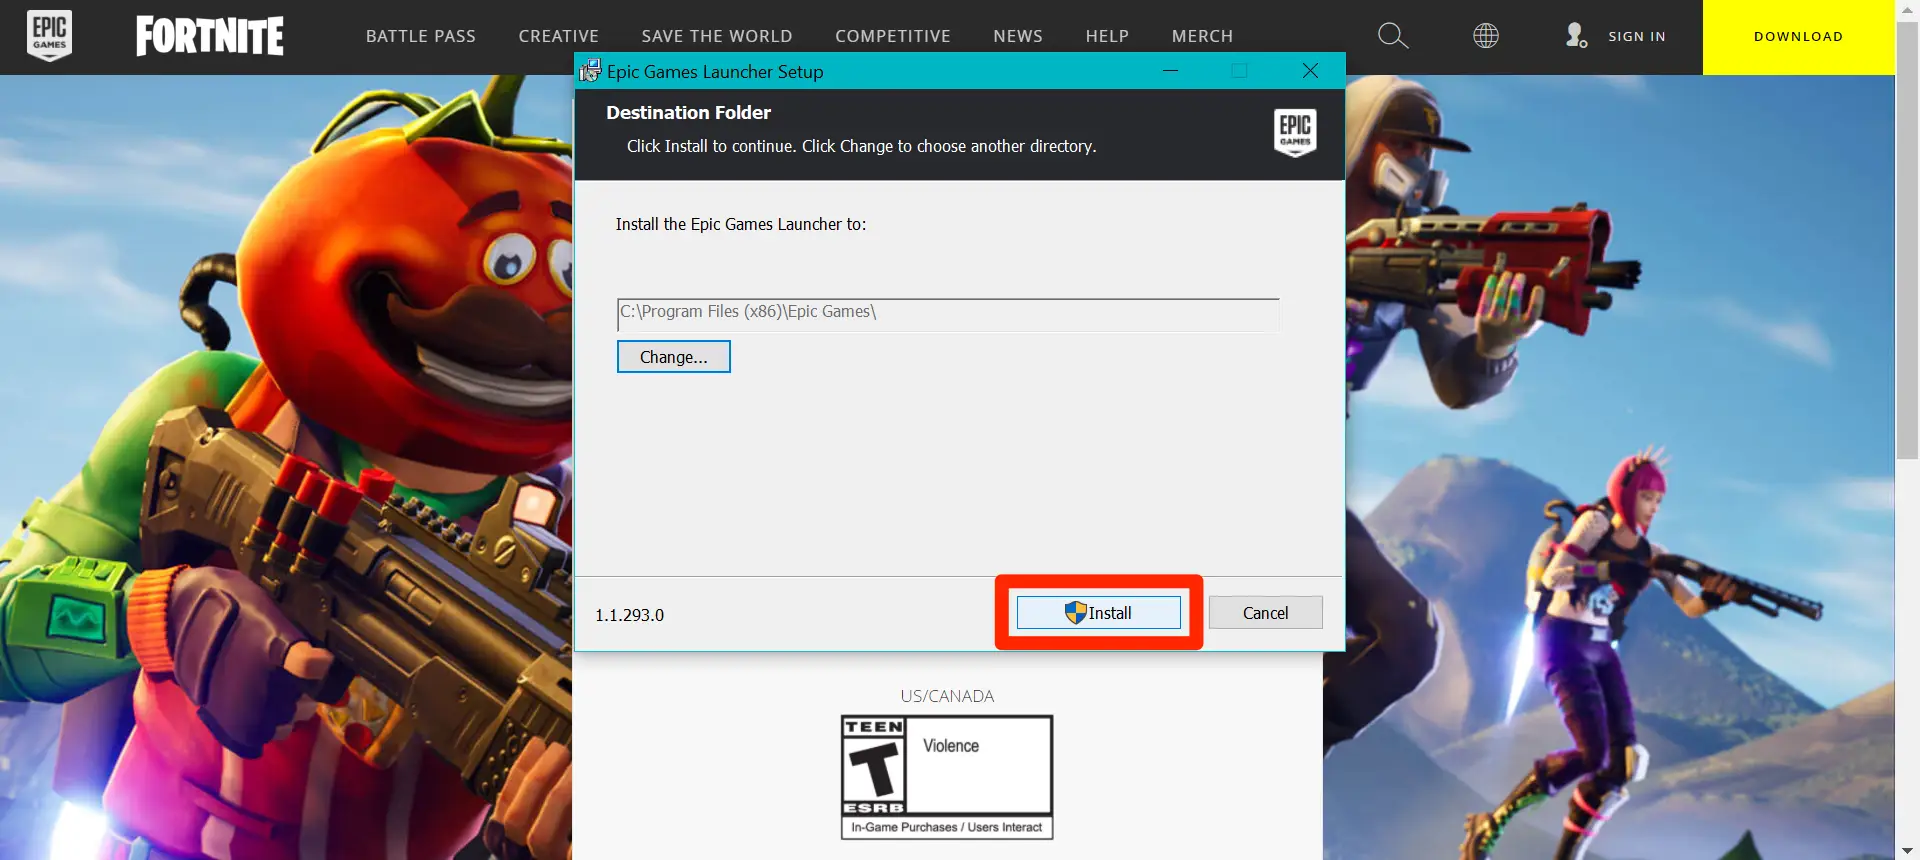 EPIC
GAMES
FORTNITE
BATTLE PASS
CREATIVE
SAVE THE WORLD
COMPETITIVE
NEWS
HELP
MERCH
SIGN IN
DOWNLOAD
Epic Games Launcher Setup
Destination Folder
Click Install to continue. Click Change to choose another directory.
EPIC
GAMES
Install the Epic Games Launcher to:
C:\Program Files (x86)\Epic Games\
Change...
1.1.293.0
Install
Cancel
US/CANADA
TEEN
T
ESRB
Violence
In-Game Purchases / Users Interact